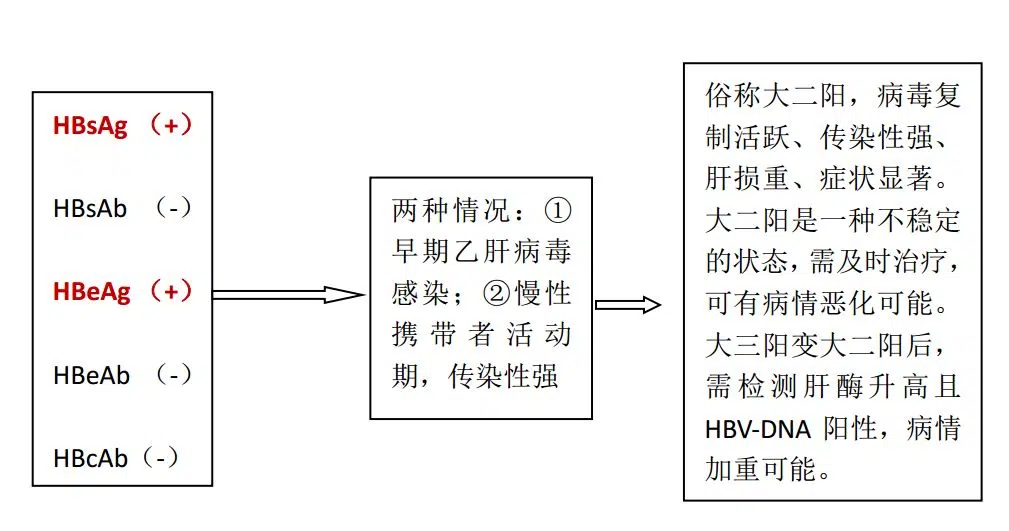 HBsAg （+）
HBsAb （-）
HBeAg （+）
HBeAb （-）
HBcAb（-）
两种情况：①
早期乙肝病毒
感染；②慢性
携带者活动
期，传染性强
俗称大二阳，病毒复
制活跃、传染性强、
肝损重、症状显著。
大二阳是一种不稳定
的状态，需及时治疗，
可有病情恶化可能。
大三阳变大二阳后，
需检测肝酶升高且
HBV-DNA 阳性，病情
加重可能。